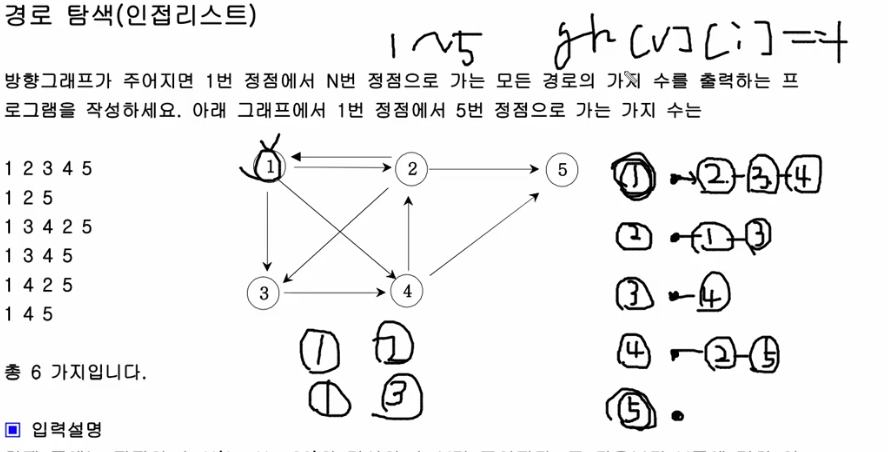 경로 탐색(인접리스트)
1~5 gh[v][i]==1
방향그래프가 주어지면 1번 정점에서 N번 정점으로 가는 모든 경로의 가지 수를 출력하는 프
로그램을 작성하세요. 아래 그래프에서 1번 정점에서 5번 정점으로 가는 가지 수는
1 2 3 4 5
1 2 5
1 3 4 2 5
1 3 4 5
1 4 2 5
1 4 5
총 6 가지입니다.
1 2 5
3 4
1 2
1 3
1 2 3 4
2 1 3
3 4
4 2 5
5
입력설명